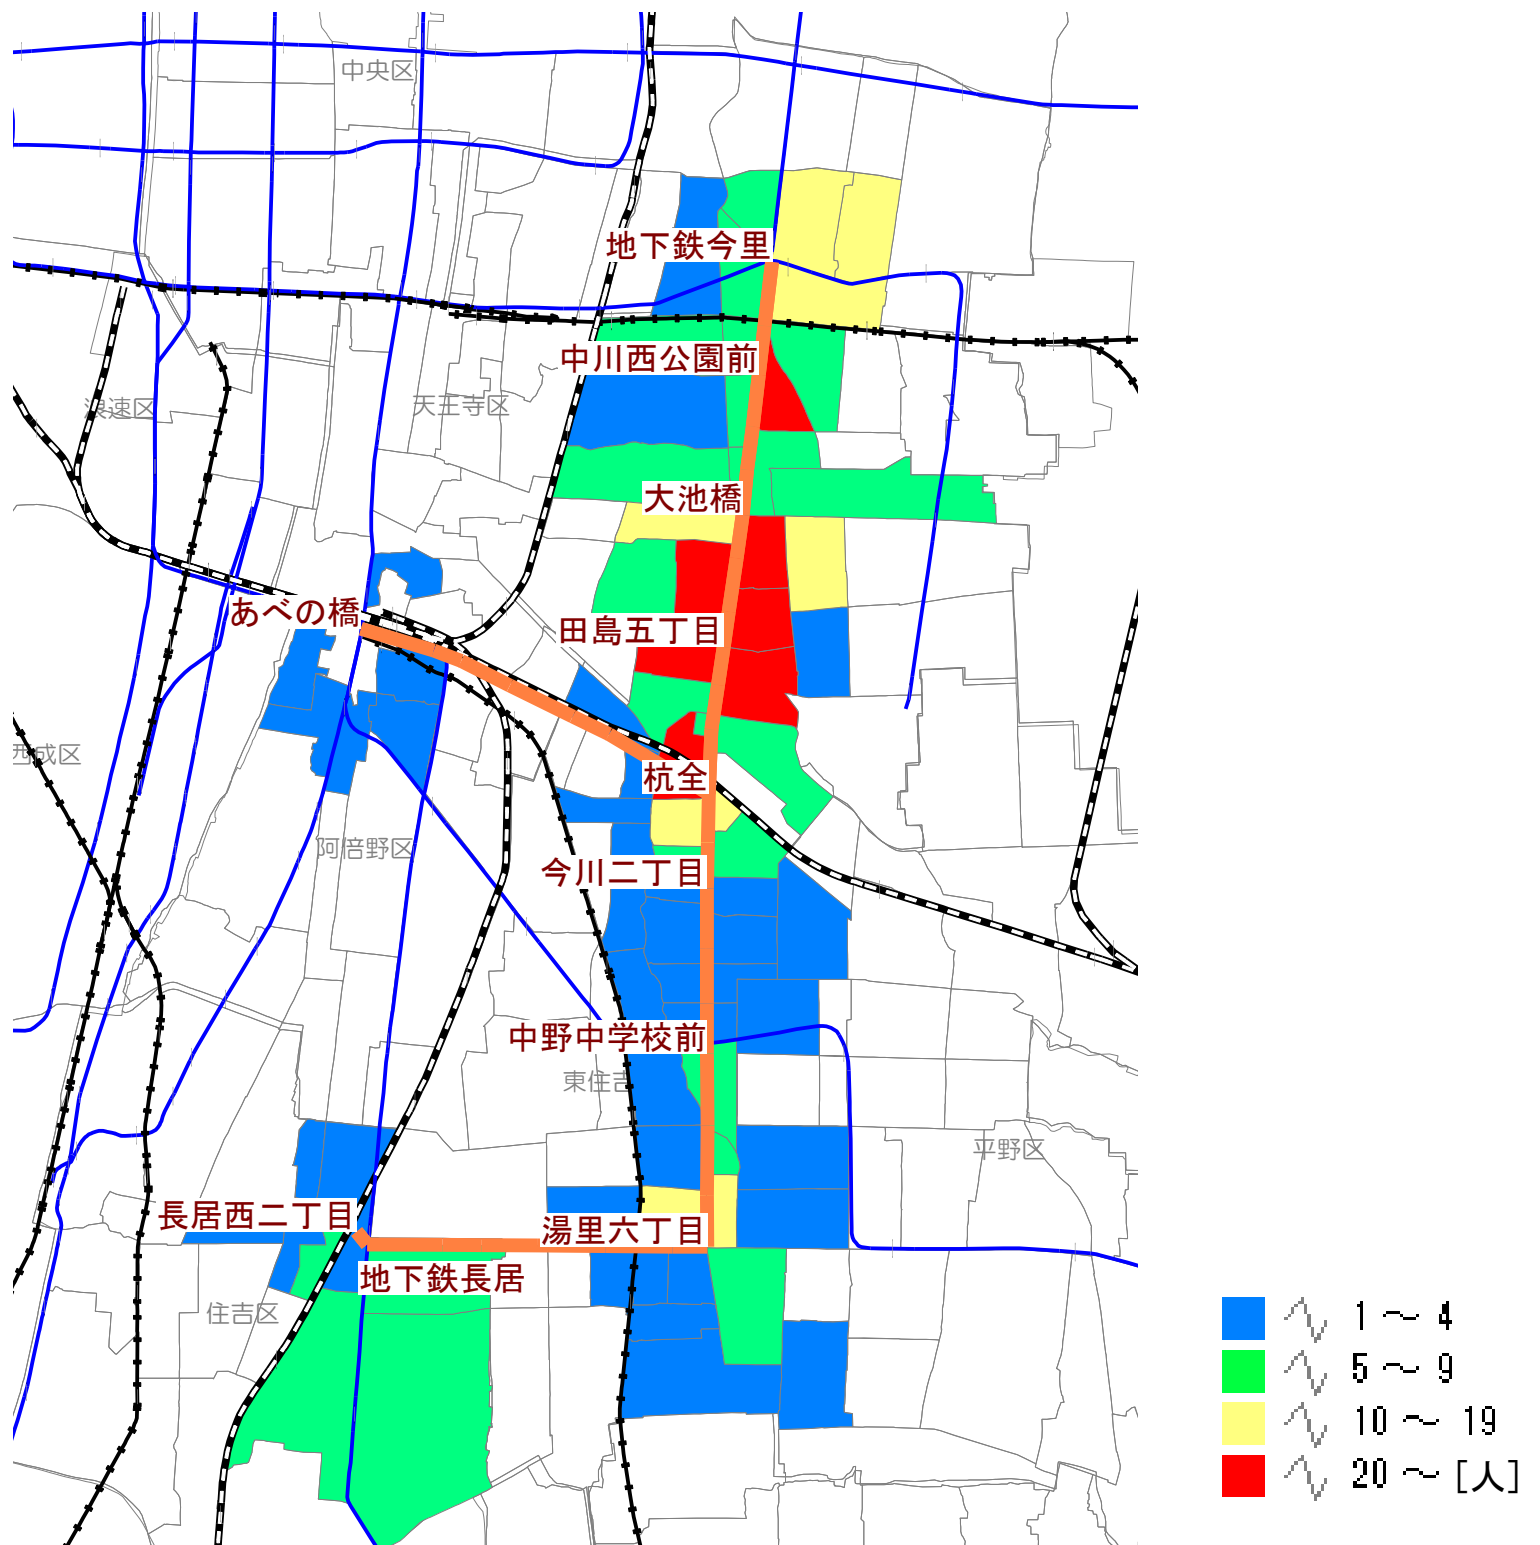 中央区
地下鉄今里
中川西公園前
浪速区
天王寺区
大池橋
あべの橋
田島五丁目
西成区
杭全
阿倍野区
今川二丁目
中野中学校前
東住吉
平野区
長居西二丁目
湯里六丁目
地下鉄長居
住吉区
1 ~ 4
5 ~ 9
10 ~ 19
20 ~ [人]